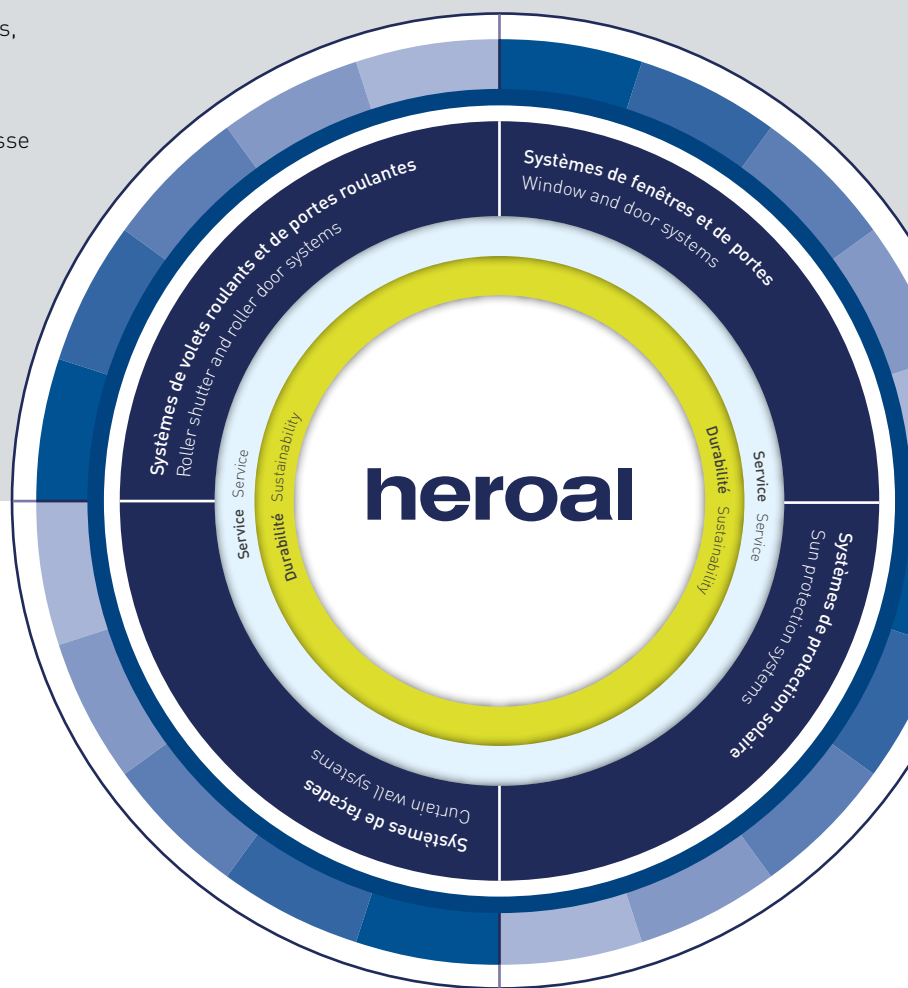 s,
sse
Systèmes de volets roulants et de portes roulantes
Roller shutter and roller door systems
Systèmes de fenêtres et de portes
Window and door systems
Service Service
Durabilité Sustainability
heroal
Durabilité Sustainability
Service Service
Systèmes de protection solaire
Sun protection systems
Curtain wall systems
Systèmes de façades